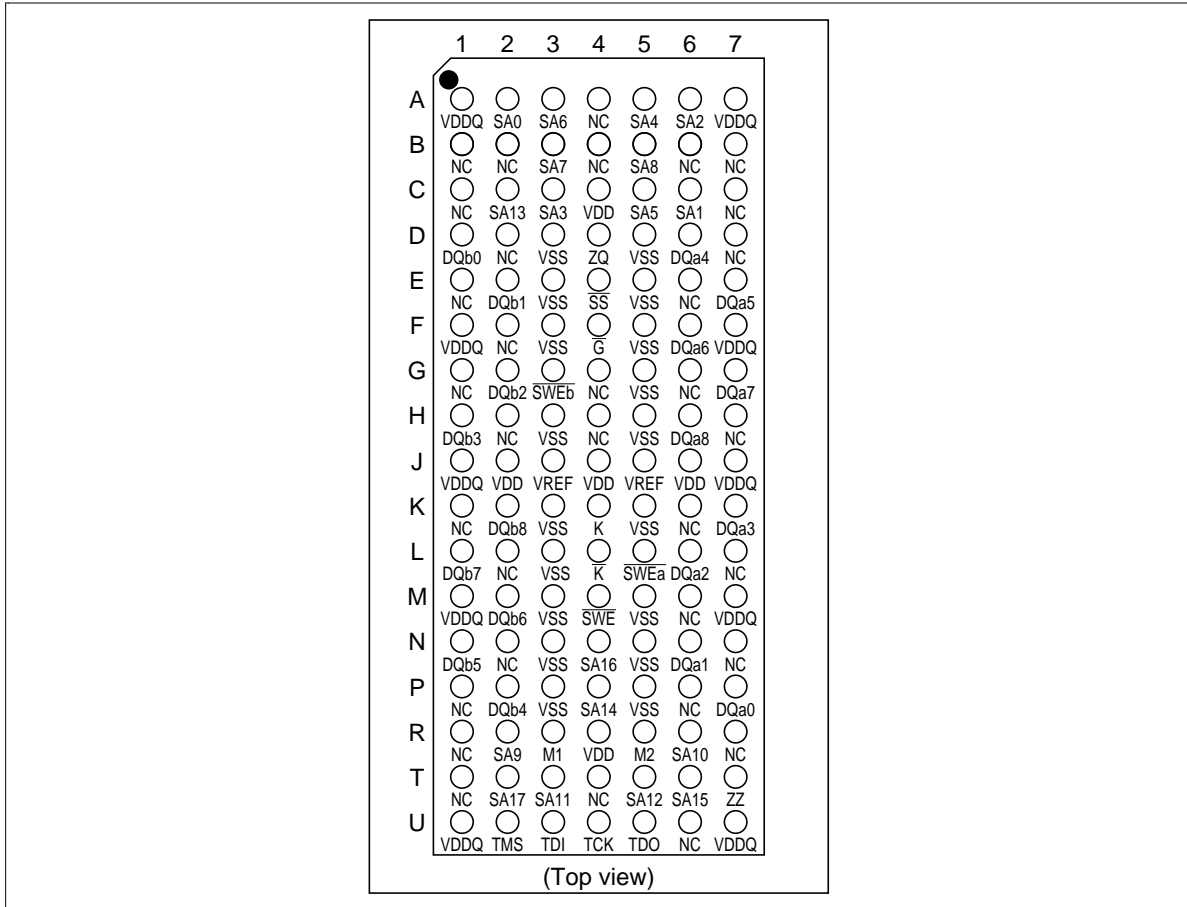 1 2 3 4 5 6 7
A
VDDQ SA0 SA6 NC SA4 SA2 VDDQ
B
NC NC SA7 NC SA8 NC NC
C
NC SA13 SA3 VDD SA5 SA1 NC
D
DQb0 NC VSS ZQ VSS DQa4 NC
E
NC DQb1 VSS S̅S̅ VSS NC DQa5
F
VDDQ NC VSS G̅ VSS DQa6 VDDQ
G
NC DQb2 S̅W̅E̅b̅ NC VSS NC DQa7
H
DQb3 NC VSS NC VSS DQa8 NC
J
VDDQ VDD VREF VDD VREF VDD VDDQ
K
NC DQb8 VSS K VSS NC DQa3
L
DQb7 NC VSS K̅ S̅W̅E̅a̅ DQa2 NC
M
VDDQ DQb6 VSS S̅W̅E̅ VSS NC VDDQ
N
DQb5 NC VSS SA16 VSS DQa1 NC
P
NC DQb4 VSS SA14 VSS NC DQa0
R
NC SA9 M1 VDD M2 SA10 NC
T
NC SA17 SA11 NC SA12 SA15 ZZ
U
VDDQ TMS TDI TCK TDO NC VDDQ
(Top view)